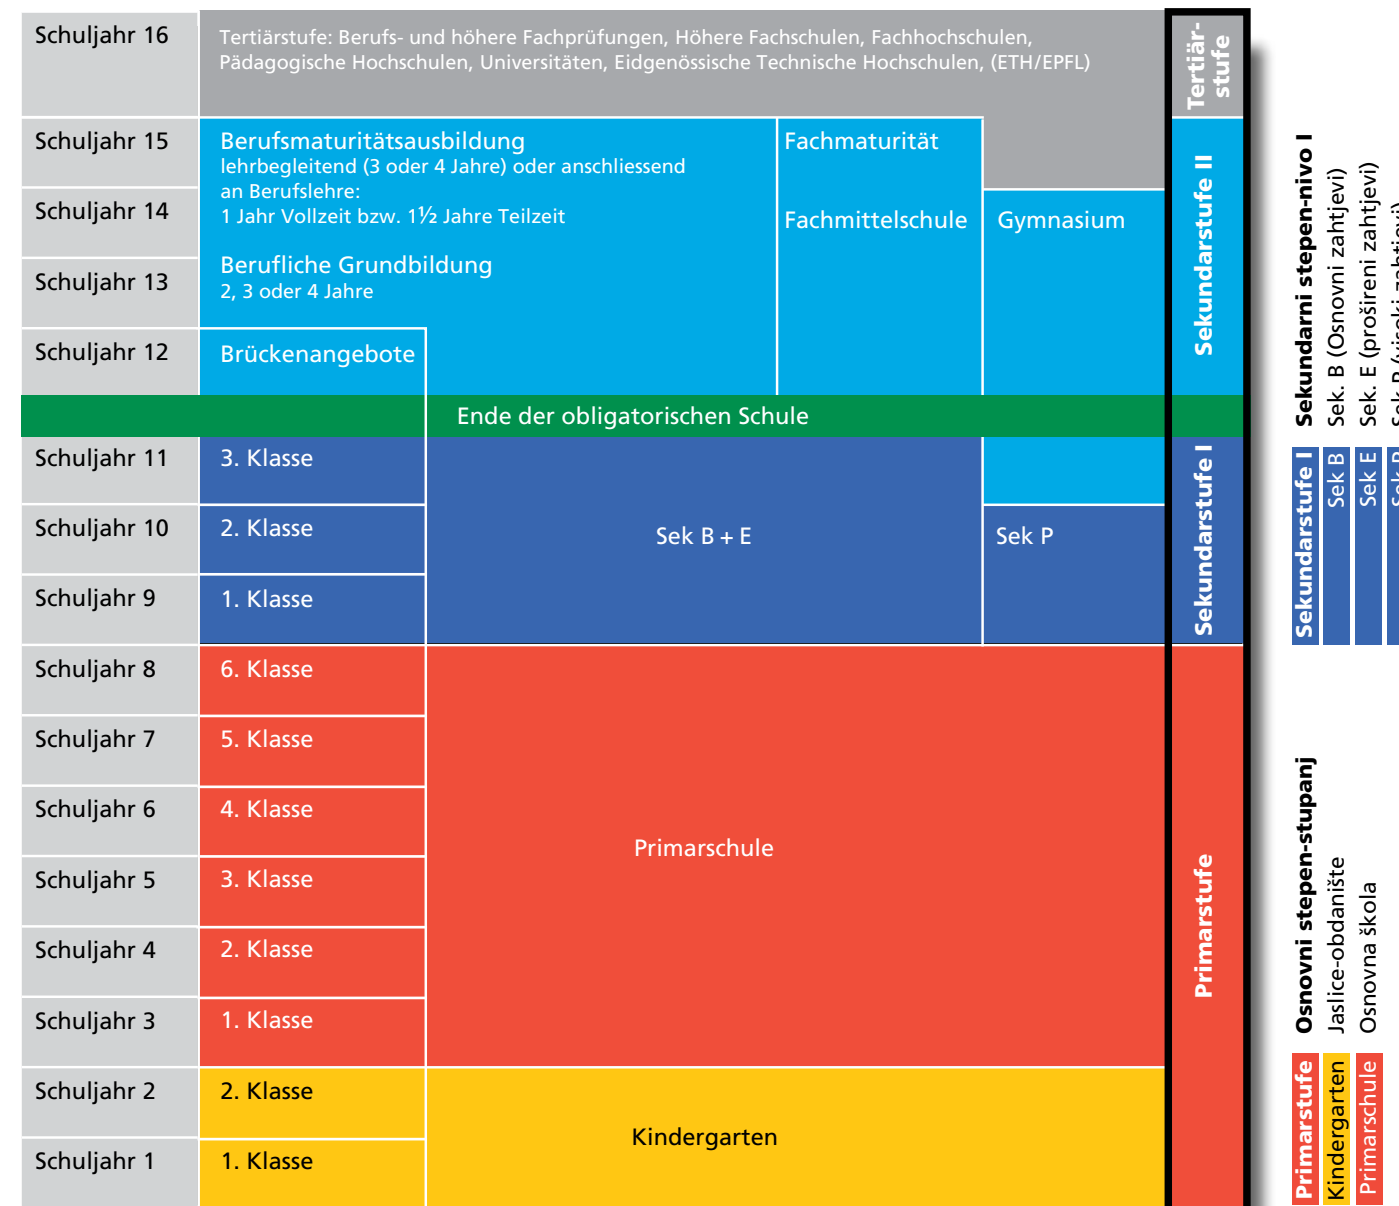 Schuljahr 16
Tertiärstufe: Berufs- und höhere Fachprüfungen, Höhere Fachschulen, Fachhochschulen,
Pädagogische Hochschulen, Universitäten, Eidgenössische Technische Hochschulen, (ETH/EPFL)
Tertiär-
stufe
Schuljahr 15
Berufsmaturitätsausbildung
lehrbegleitend (3 oder 4 Jahre) oder anschliessend
an Berufslehre:
1 Jahr Vollzeit bzw. 1½ Jahre Teilzeit
Fachmaturität
Schuljahr 14
Fachmittelschule
Gymnasium
Sekundarstufe II
Schuljahr 13
Berufliche Grundbildung
2, 3 oder 4 Jahre
Schuljahr 12
Brückenangebote
Ende der obligatorischen Schule
Schuljahr 11
3. Klasse
Schuljahr 10
2. Klasse
Sek B + E
Sek P
Sekundarstufe I
Schuljahr 9
1. Klasse
Schuljahr 8
6. Klasse
Schuljahr 7
5. Klasse
Schuljahr 6
4. Klasse
Primarschule
Schuljahr 5
3. Klasse
Primarstufe
Schuljahr 4
2. Klasse
Schuljahr 3
1. Klasse
Schuljahr 2
2. Klasse
Kindergarten
Schuljahr 1
1. Klasse
Sekundarstufe I Sekundarni stepen-nivo I
Sek B Sek. B (Osnovni zahtjevi)
Sek E Sek. E (prošireni zahtjevi)
Primarstufe Osnovni stepen-stupanj
Kindergarten Jaslice-obdanište
Primarschule Osnovna škola